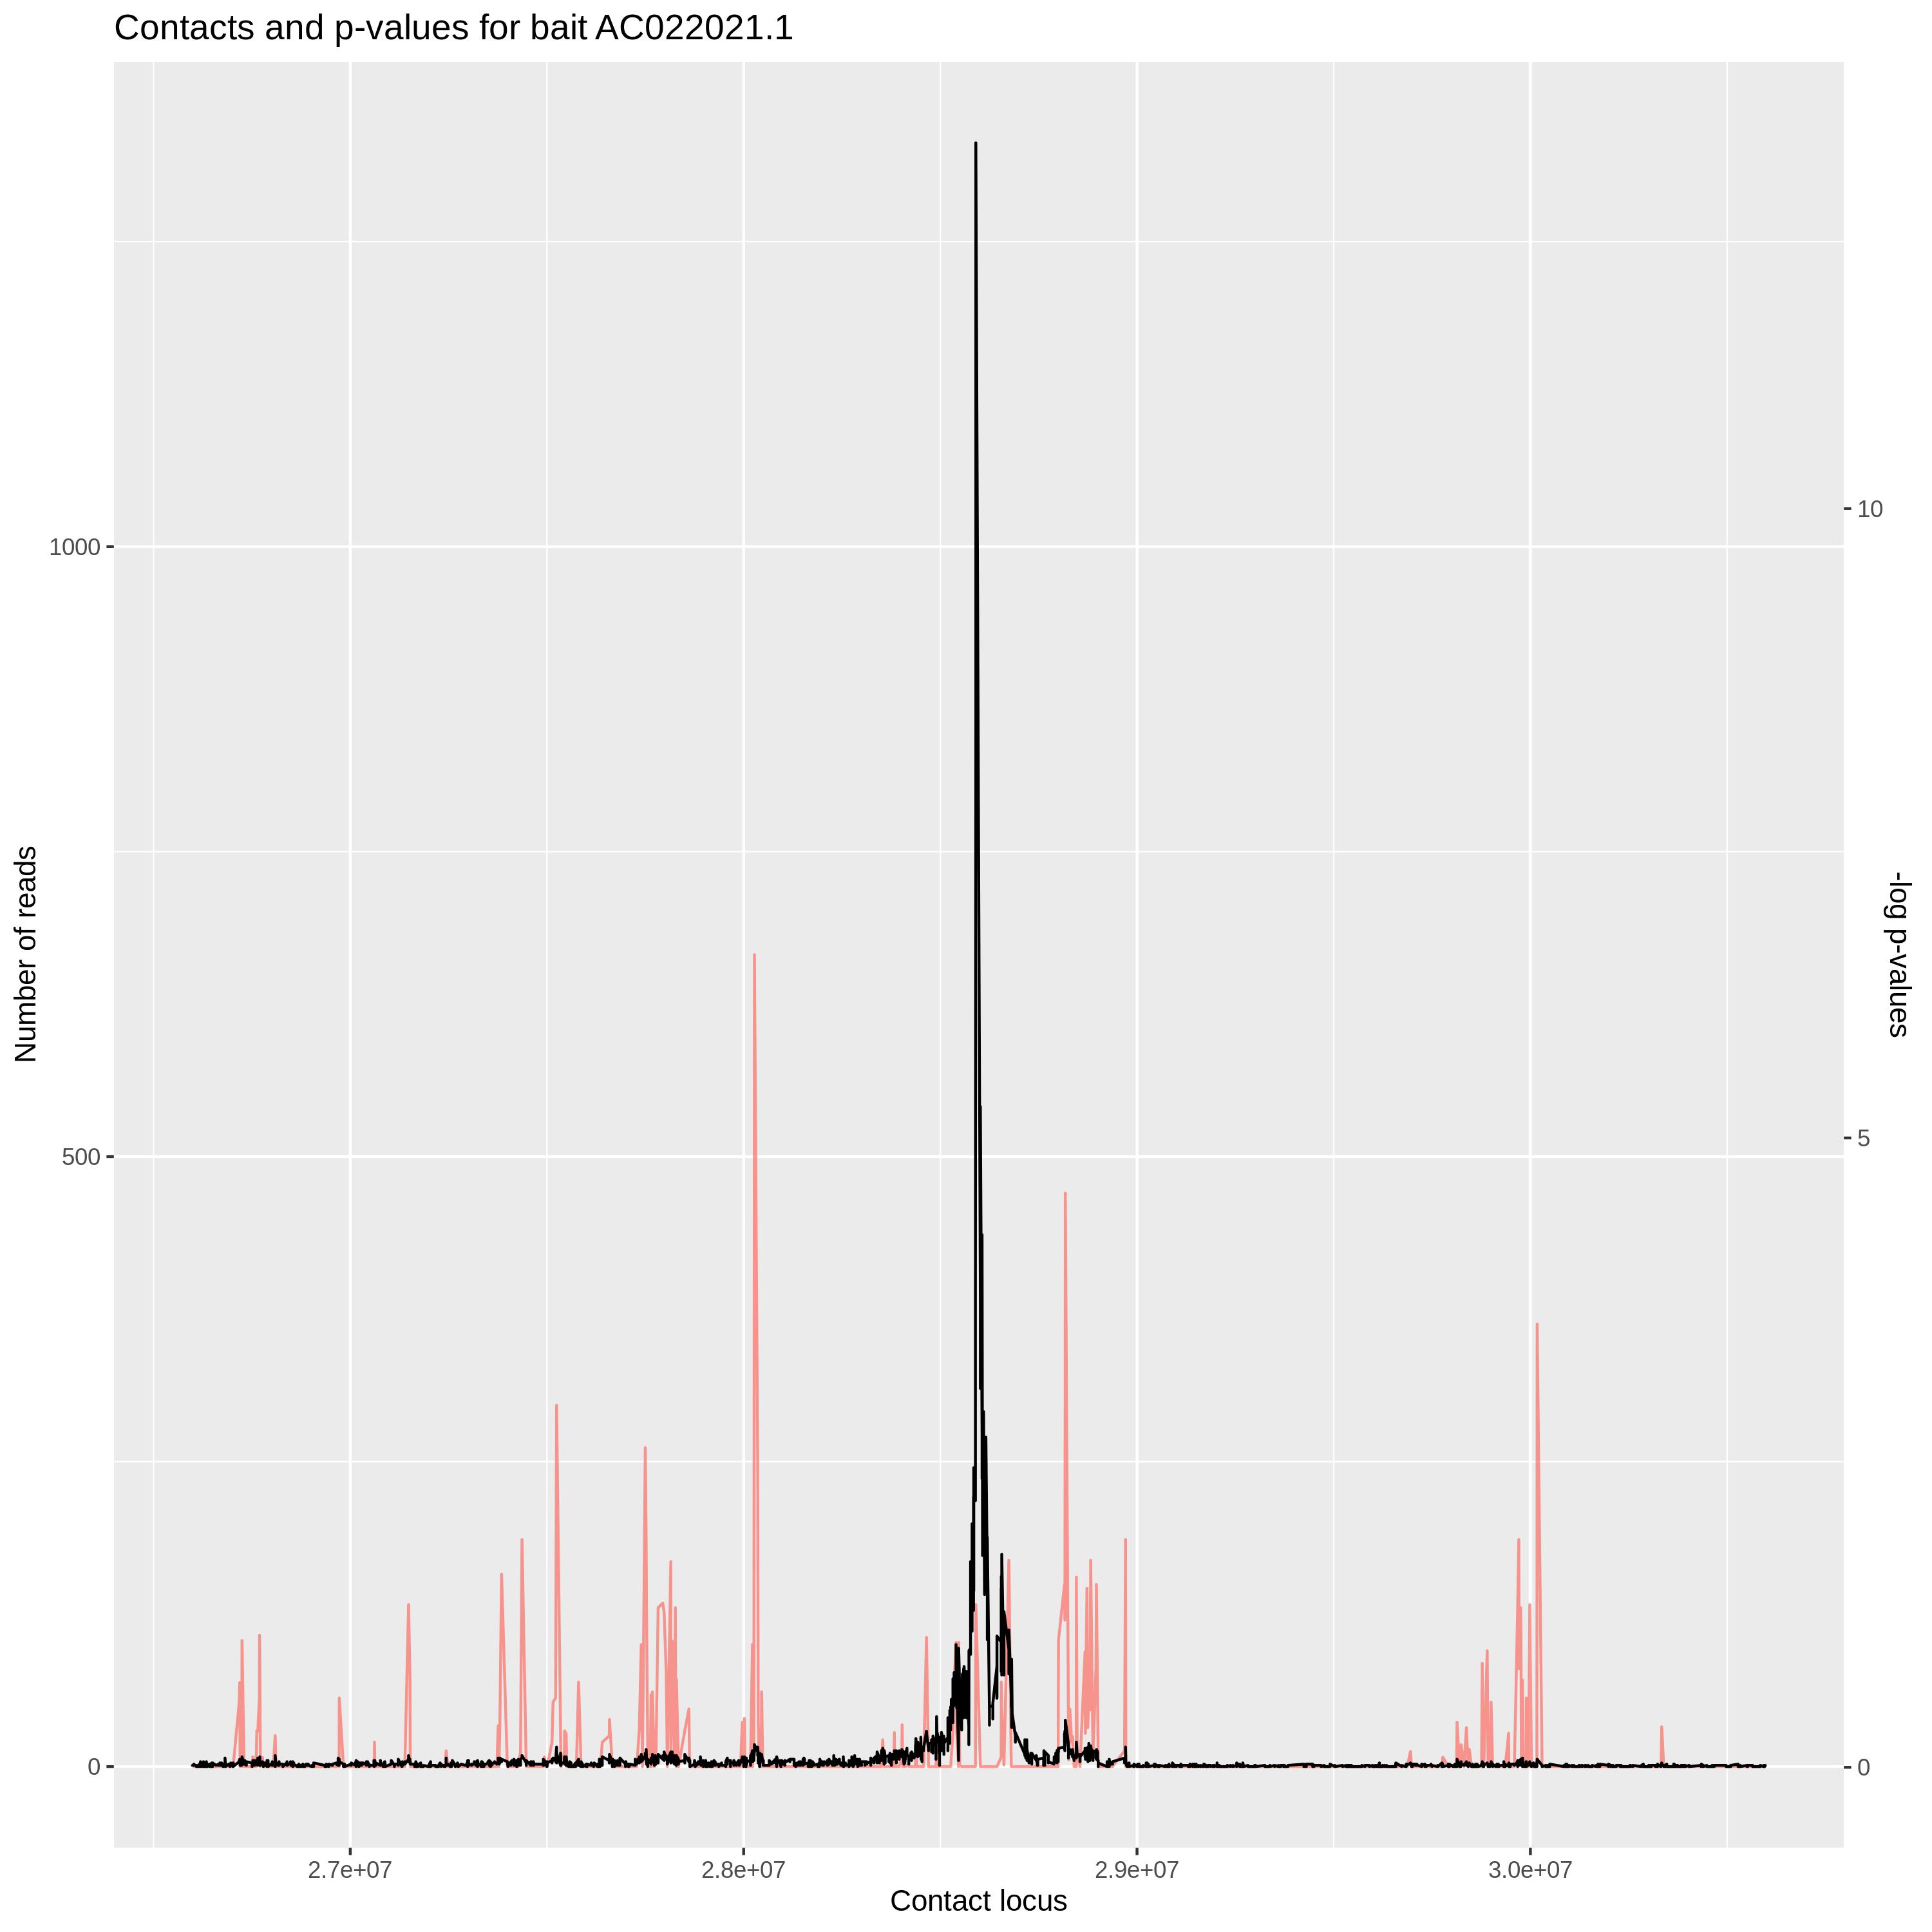 Contacts and p-values for bait AC022021.1
Number of reads
1000
500
0
10
5
0
-log p-values
2.7e+07 2.8e+07 2.9e+07 3.0e+07
Contact locus